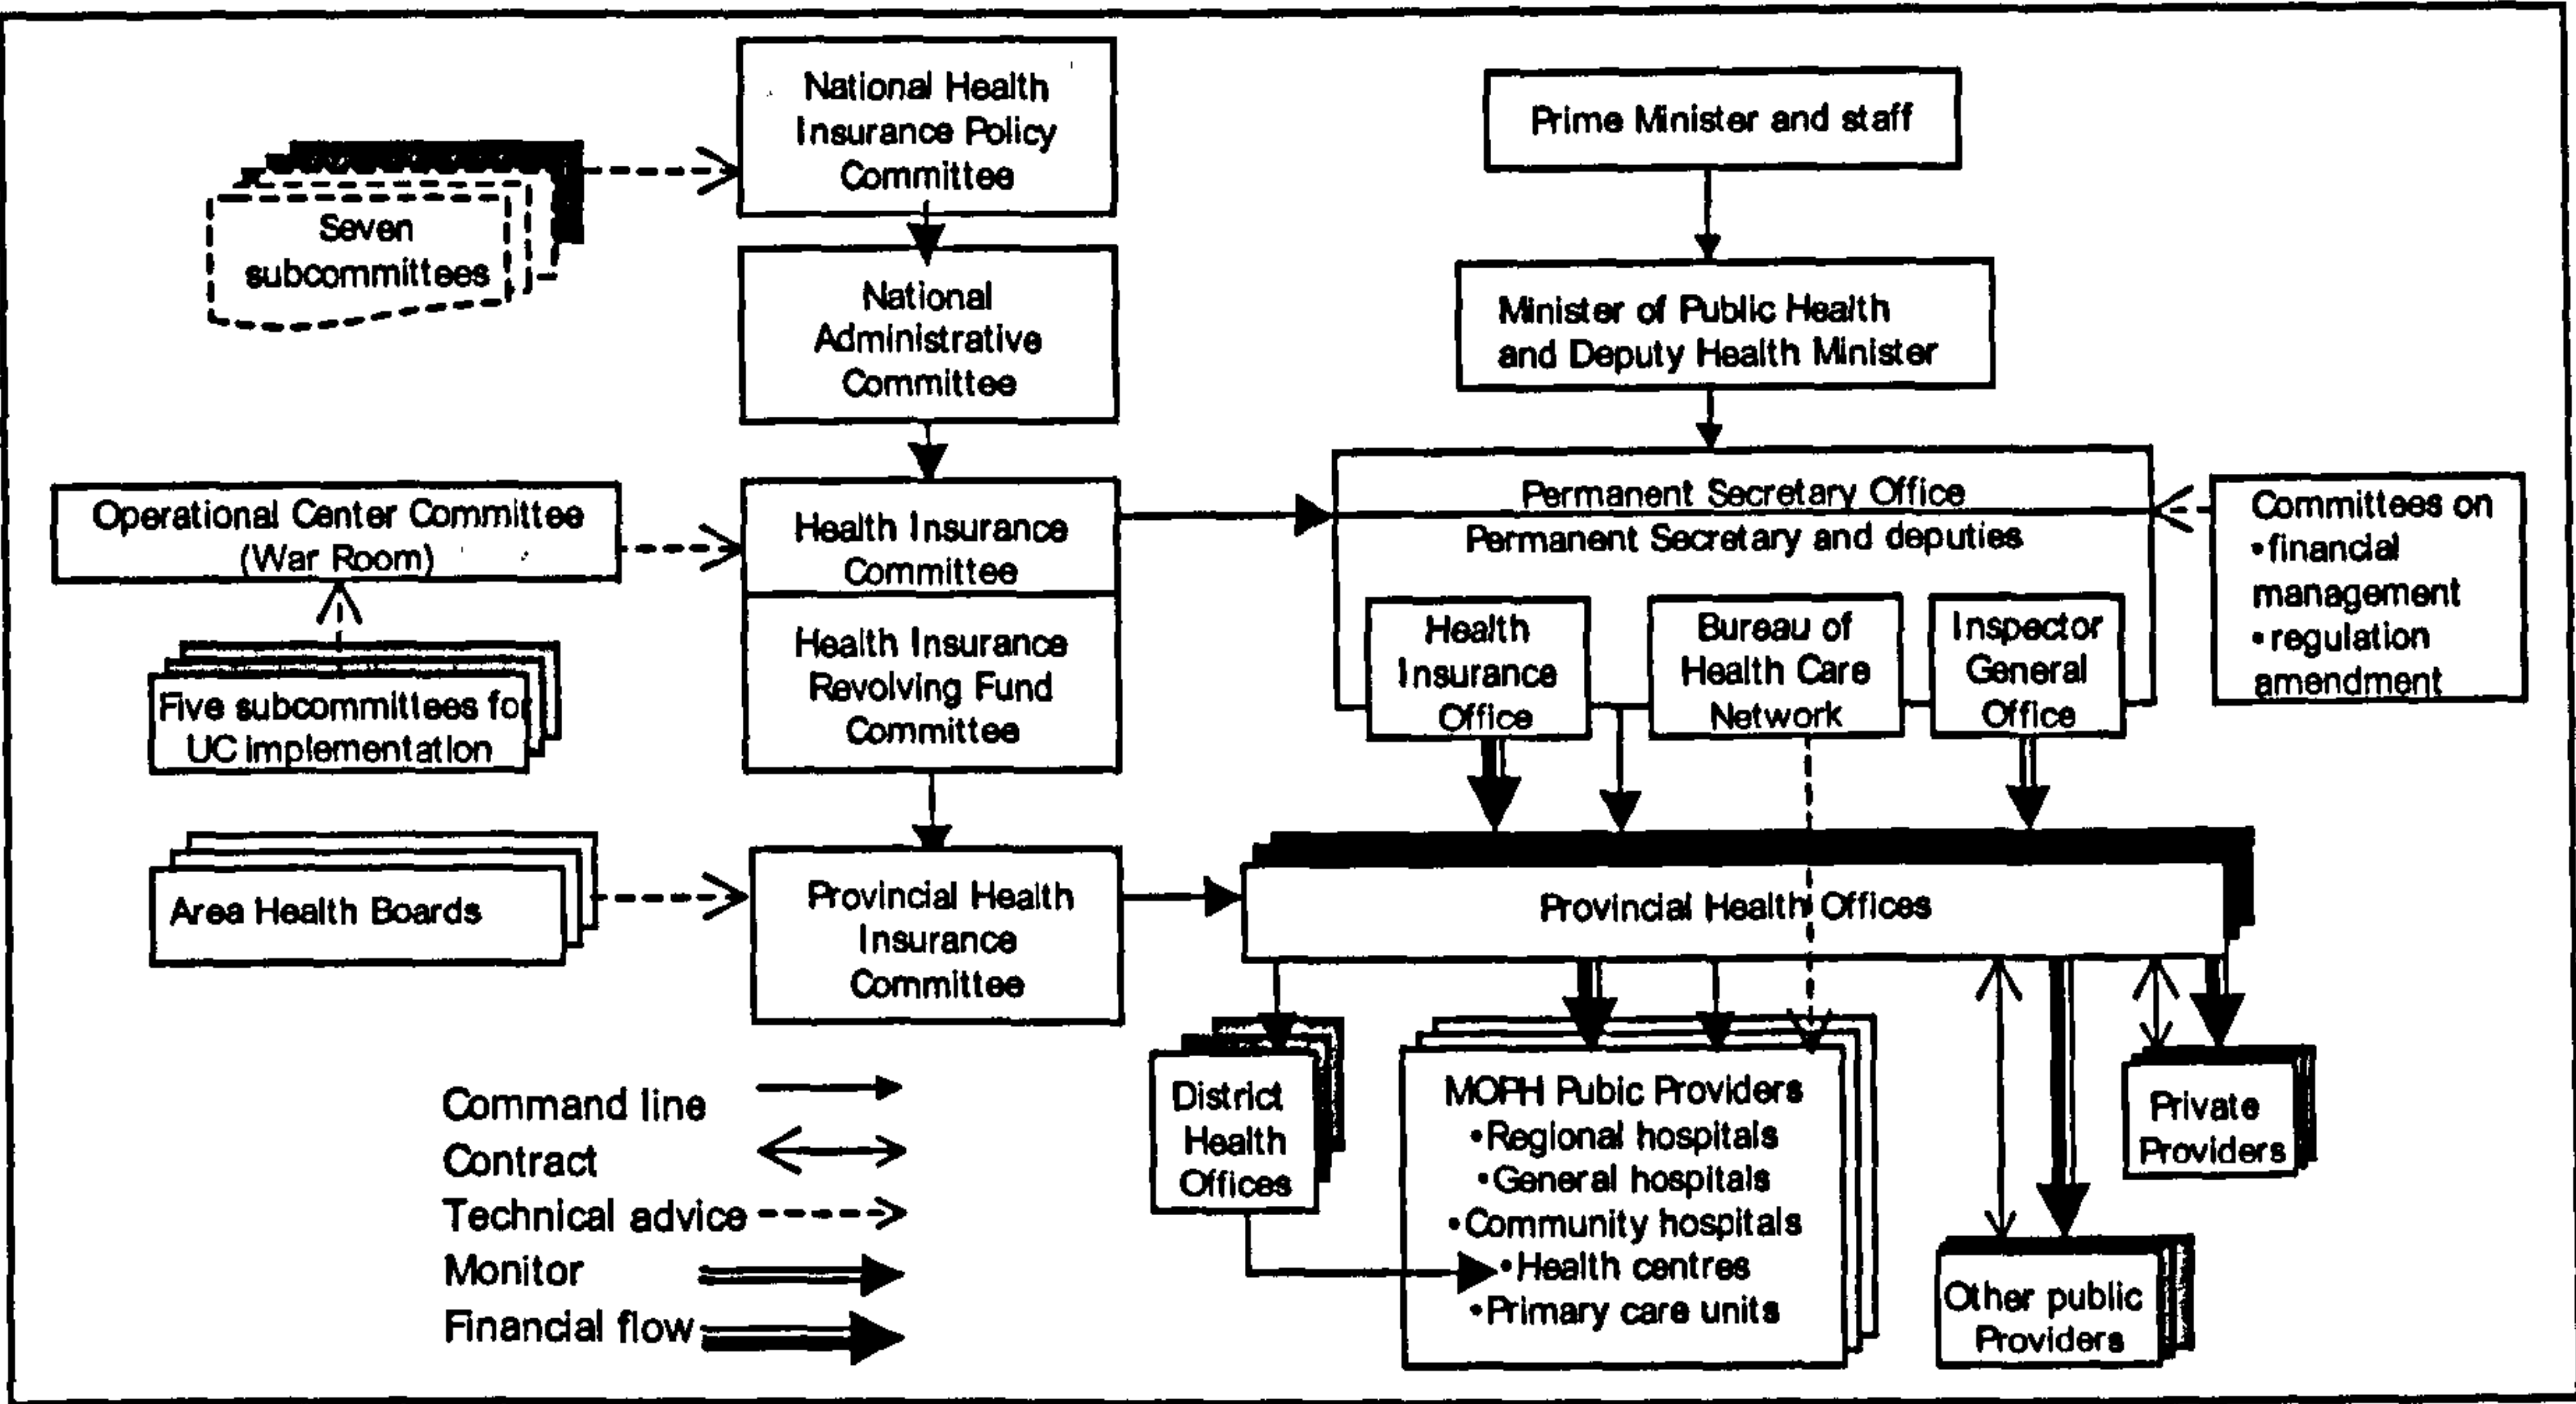 National Health
Insurance Policy
Committee
Prime Minister and staff
Seven
subcommittees
National
Administrative
Committee
Minister of Public Health
and Deputy Health Minister
Operational Center Committee
(War Room)
Health Insurance
Committee
Permanent Secretary Office
Permanent Secretary and deputies
Committees on
•financial
management
•regulation
amendment
Five subcommittees for
UC implementation
Health Insurance
Revolving Fund
Committee
Health
Insurance
Office
Bureau of
Health Care
Network
Inspector
General
Office
Area Health Boards
Provincial Health
Insurance
Committee
Provincial Health Offices
District
Health
Offices
MOPH Pubic Providers
•Regional hospitals
•General hospitals
•Community hospitals
•Health centres
•Primary care units
Private
Providers
Other public
Providers
Command line
Contract
Technical advice
Monitor
Financial flow